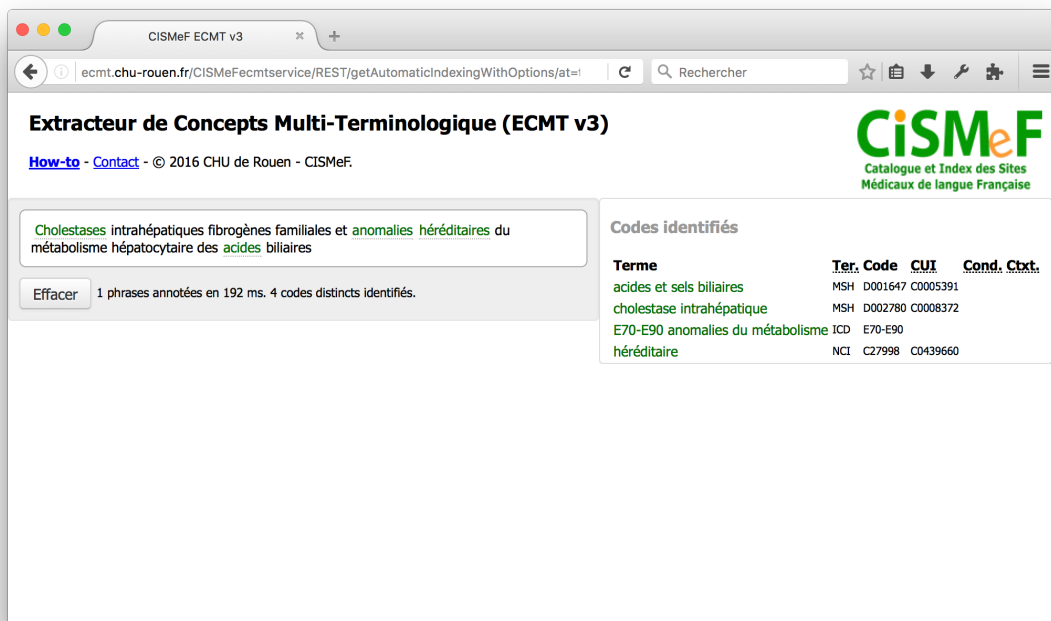 CISMeF ECMT v3
ecmt.chu-rouen.fr/CISMeFecmtservice/REST/getAutomaticIndexingWithOptions/at=
Rechercher
Extracteur de Concepts Multi-Terminologique (ECMT v3)
How-to - Contact - © 2016 CHU de Rouen - CISMeF.
CiSMeF
Catalogue et Index des Sites
Médicaux de langue Française
Cholestases intrahépatiques fibrogènes familiales et anomalies héréditaires du
métabolisme hépatocytaire des acides biliaires
Effacer 1 phrases annotées en 192 ms. 4 codes distincts identifiés.
Codes identifiés
Terme Ter. Code CUI Cond. Ctxt.
acides et sels biliaires MSH D001647 C0005391
cholestase intrahépatique MSH D002780 C0008372
E70-E90 anomalies du métabolisme ICD E70-E90
héréditaire NCI C27998 C0439660